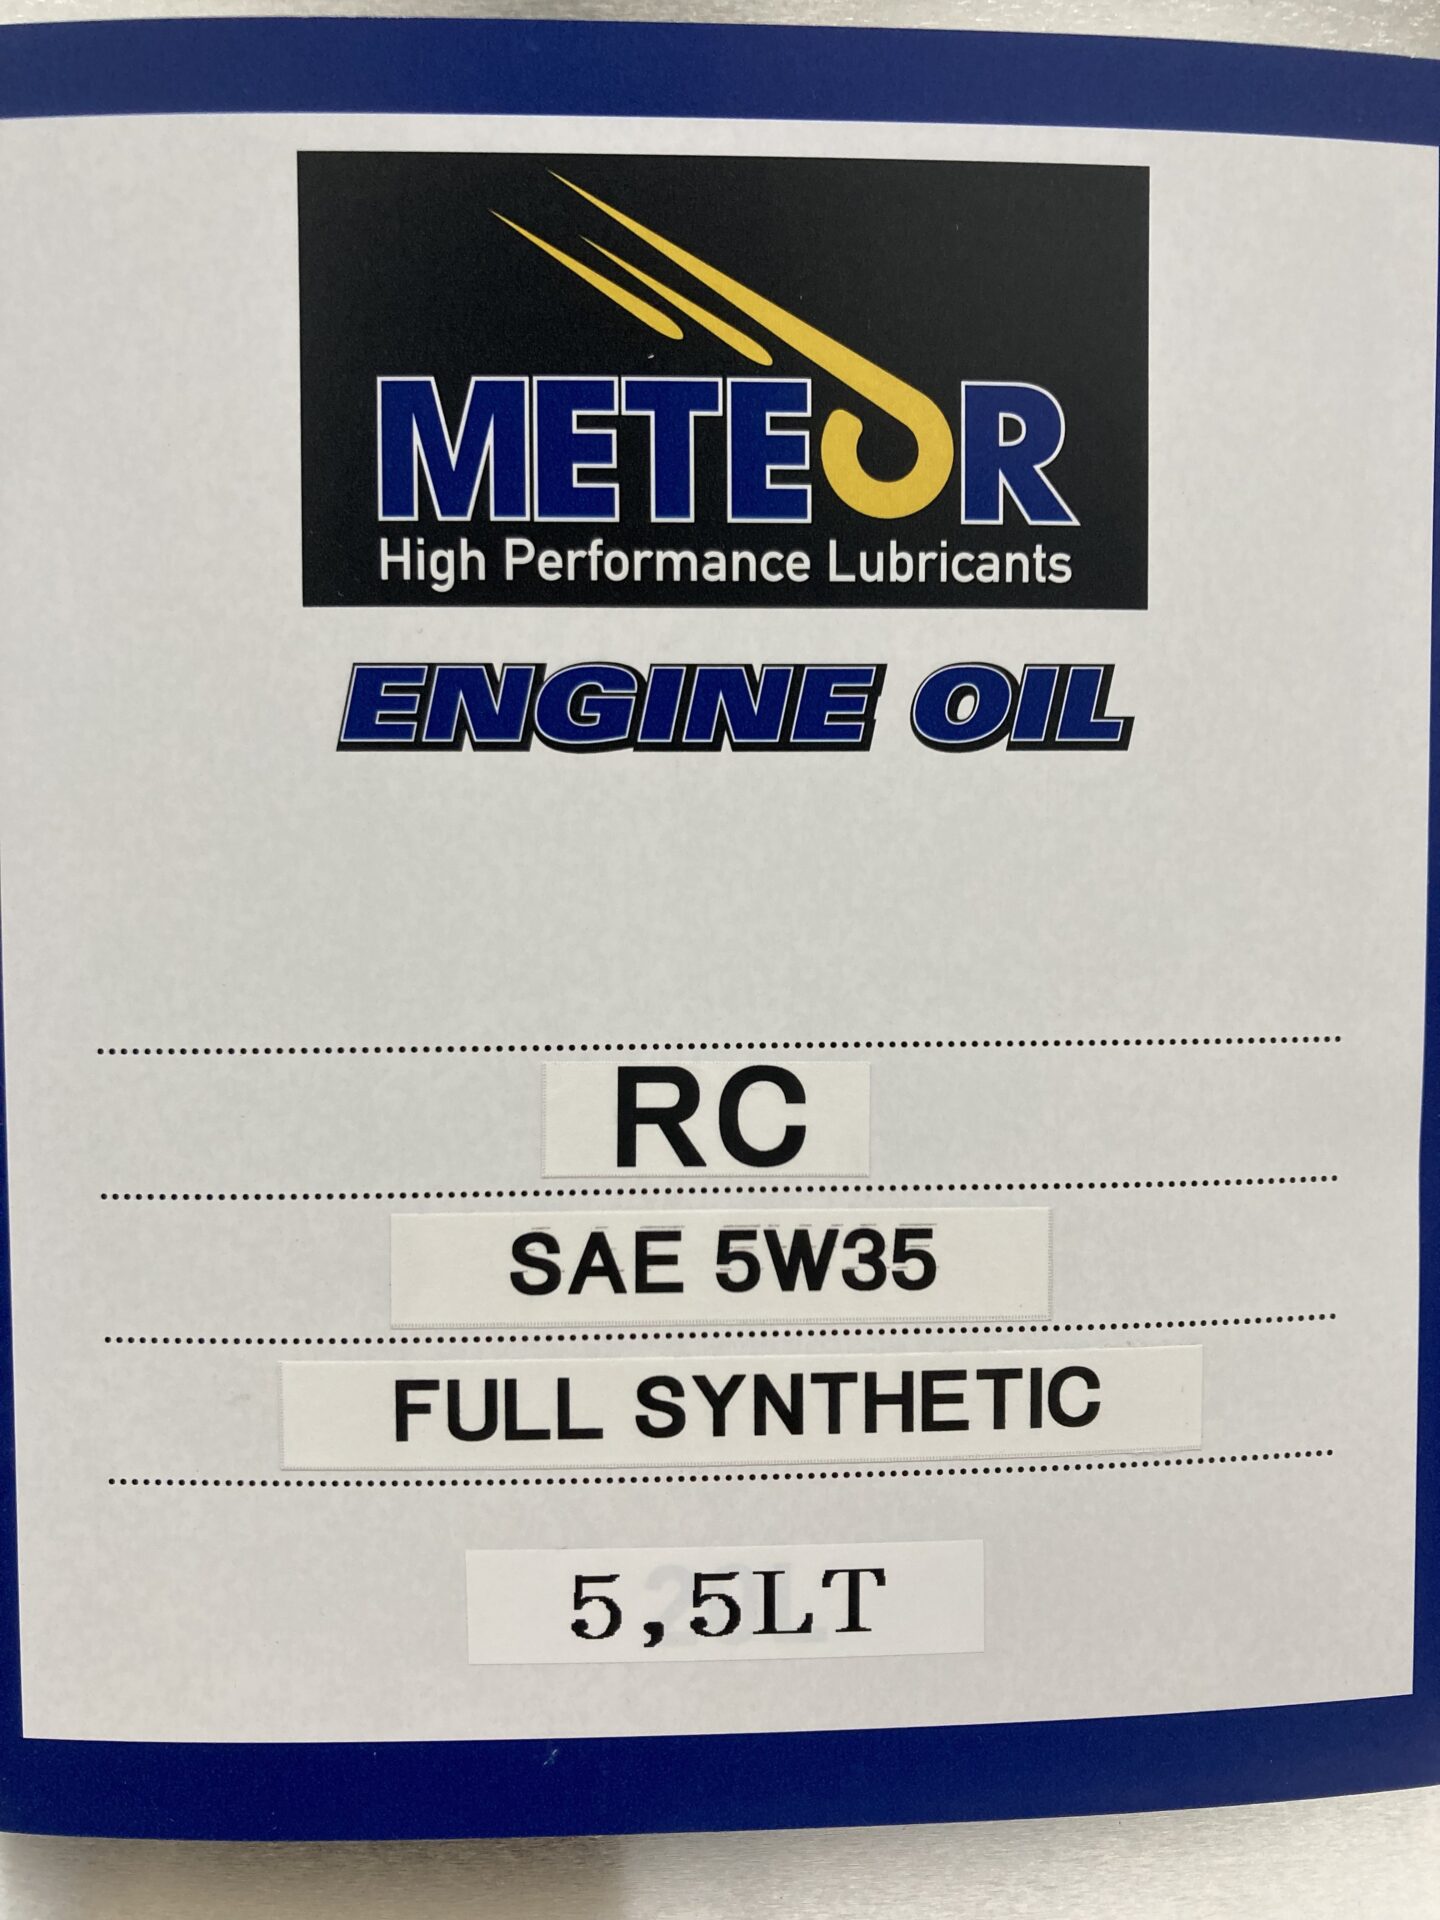 METEOR
High Performance Lubricants
ENGINE OIL
RC
SAE 5W35
FULL SYNTHETIC
5,5LT